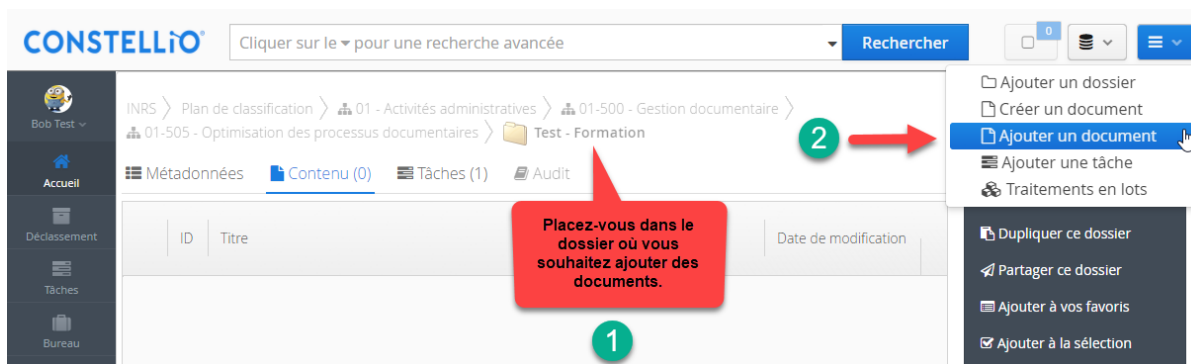 CONSTELLiO
Cliquer sur le ▾ pour une recherche avancée
Rechercher
0
Bob Test
Accueil
Déclassement
Tâches
Bureau
INRS 〉 Plan de classification 〉 01 - Activités administratives 〉 01-500 - Gestion documentaire 〉
01-505 - Optimisation des processus documentaires 〉 Test - Formation
Métadonnées Contenu (0) Tâches (1) Audit
ID Titre Date de modification
Placez-vous dans le
dossier où vous
souhaitez ajouter des
documents.
1
2
Ajouter un dossier
Créer un document
Ajouter un document
Ajouter une tâche
Traitements en lots
Dupliquer ce dossier
Partager ce dossier
Ajouter à vos favoris
Ajouter à la sélection